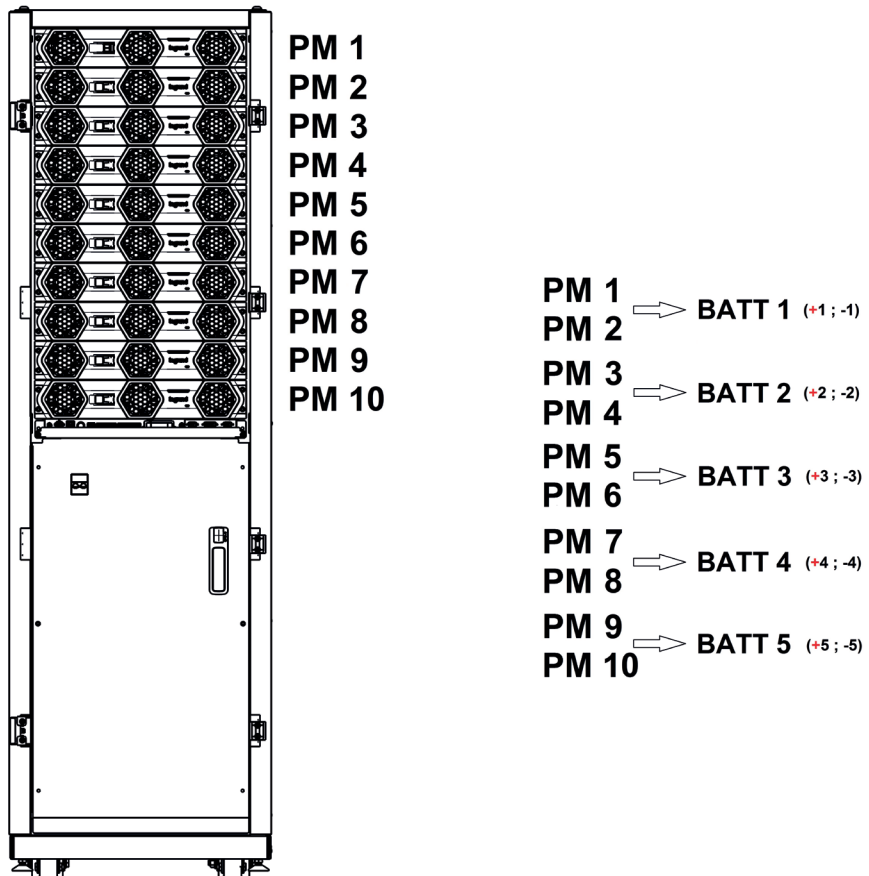 PM 1
PM 2
PM 3
PM 4
PM 5
PM 6
PM 7
PM 8
PM 9
PM 10
PM 1
PM 2
BATT 1 (+1 ; -1)
PM 3
PM 4
BATT 2 (+2 ; -2)
PM 5
PM 6
BATT 3 (+3 ; -3)
PM 7
PM 8
BATT 4 (+4 ; -4)
PM 9
PM 10
BATT 5 (+5 ; -5)